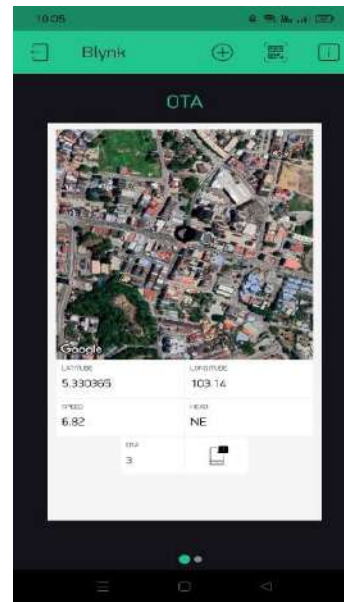 10:05
Blynk
OTA
Google
LATITUDE LONGITUDE
5.330365 103.14
SPEED HEAD
6.82 NE
OTA
3